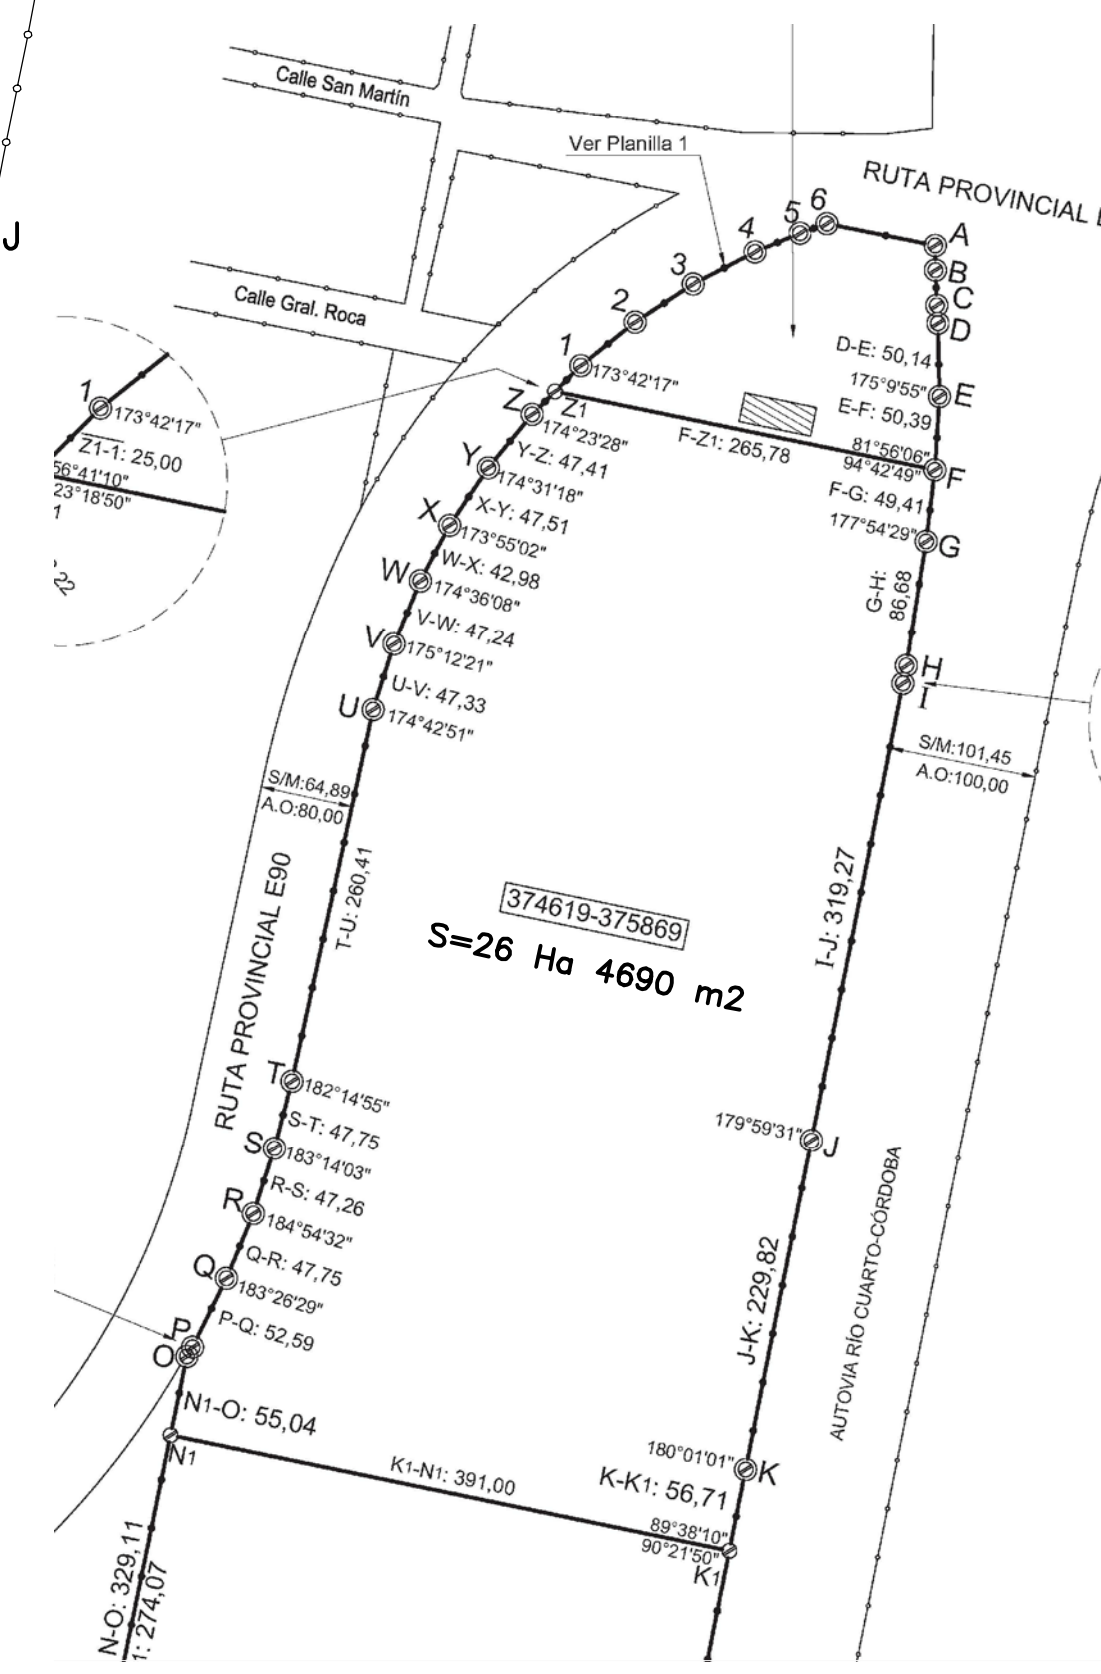 Calle San Martín
Ver Planilla 1
RUTA PROVINCIAL
J
6
5
4
3
2
1
A
B
C
D
Calle Gral. Roca
D-E: 50,14
175°9'55"
E
E-F: 50,39
1
173°42'17"
Z1-1: 25,00
56°41'10"
23°18'50"
1
22
173°42'17"
Z1
Z
174°23'28"
F-Z1: 265,78
81°56'06"
94°42'49"
F
Y
Y-Z: 47,41
174°31'18"
F-G: 49,41
177°54'29"
G
X
X-Y: 47,51
173°55'02"
W
W-X: 42,98
174°36'08"
G-H:
86,68
V
V-W: 47,24
175°12'21"
H
I
U
U-V: 47,33
174°42'51"
S/M:101,45
A.O:100,00
S/M:64,89
A.O:80,00
T-U: 260,41
I-J: 319,27
RUTA PROVINCIAL E90
374619-375869
S=26 Ha 4690 m2
T
182°14'55"
S-T: 47,75
S
183°14'03"
R-S: 47,26
R
184°54'32"
Q-R: 47,75
Q
183°26'29"
P-Q: 52,59
P
O
179°59'31"
J
J-K: 229,82
AUTOVIA RÍO CUARTO-CÓRDOBA
N1-O: 55,04
N1
K1-N1: 391,00
180°01'01"
K
K-K1: 56,71
89°38'10"
90°21'50"
K1
N-O: 329,11
1: 274,07